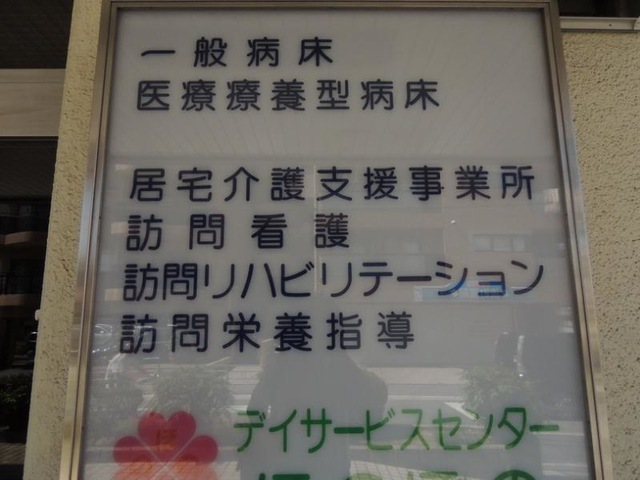 一般病床
医療療養型病床
居宅介護支援事業所
訪問看護
訪問リハビリテーション
訪問栄養指導
デイサービスセンター